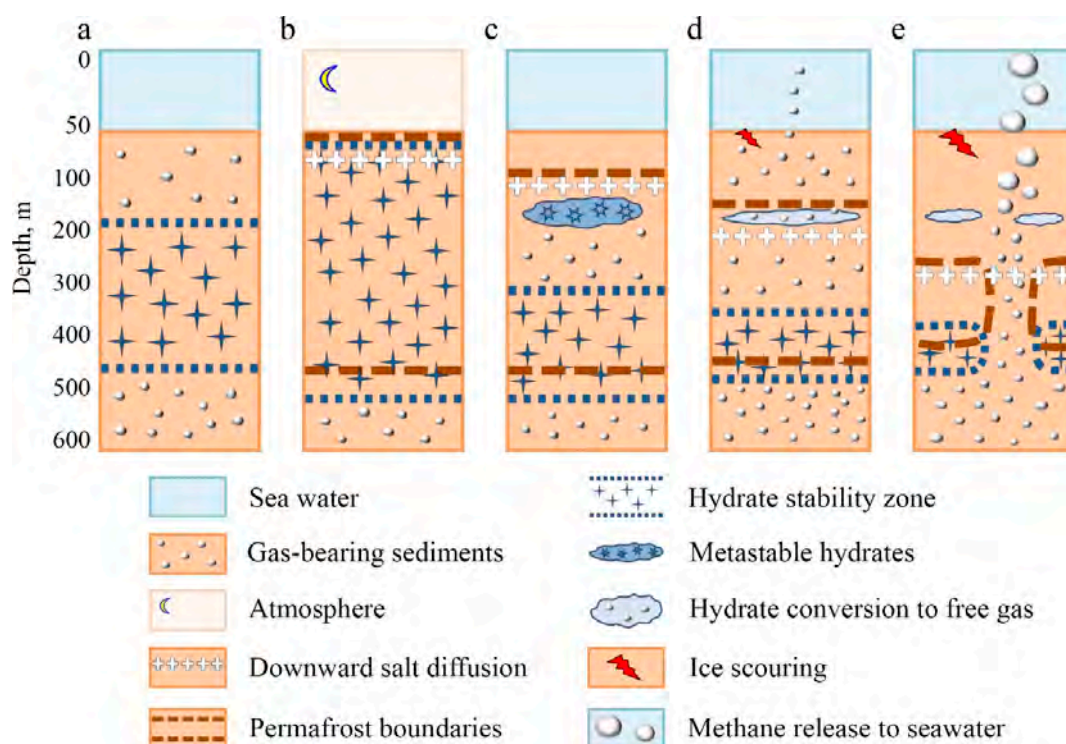 a
b
c
d
e
0
50
100
200
300
400
500
600
Depth, m
Sea water
Hydrate stability zone
Gas-bearing sediments
Metastable hydrates
Atmosphere
Hydrate conversion to free gas
Downward salt diffusion
Ice scouring
Permafrost boundaries
Methane release to seawater